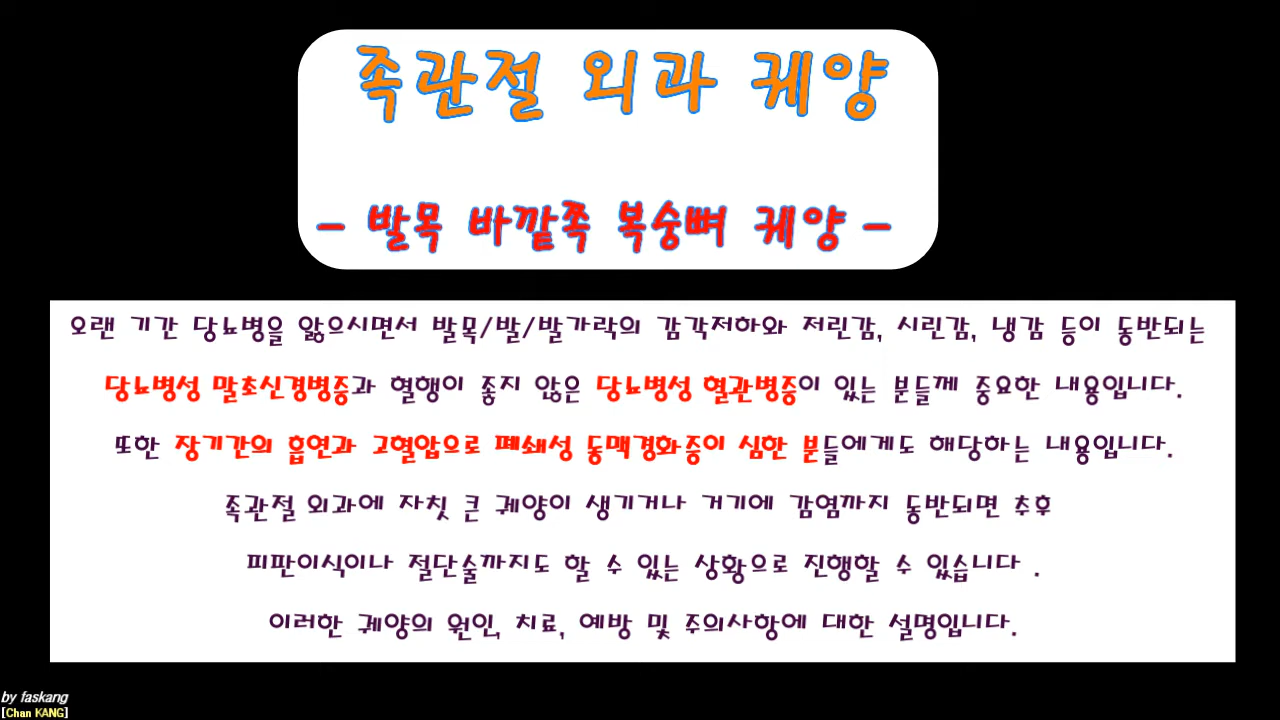 족관절 외과 궤양
- 발목 바깥쪽 복숭뼈 궤양 -
오랜 기간 당뇨병을 앓으시면서 발목/발/발가락의 감각저하와 저린감, 시린감, 냉감 등이 동반되는
당뇨병성 말초신경병증과 혈행이 좋지 않은 당뇨병성 혈관병증이 있는 분들께 중요한 내용입니다.
또한 장기간의 흡연과 고혈압으로 폐쇄성 동맥경화증이 심한 분들에게도 해당하는 내용입니다.
족관절 외과에 자칫 큰 궤양이 생기거나 거기에 감염까지 동반되면 추후
피판이식이나 절단술까지도 할 수 있는 상황으로 진행할 수 있습니다 .
이러한 궤양의 원인, 치료, 예방 및 주의사항에 대한 설명입니다.
by faskang
[Chan KANG]